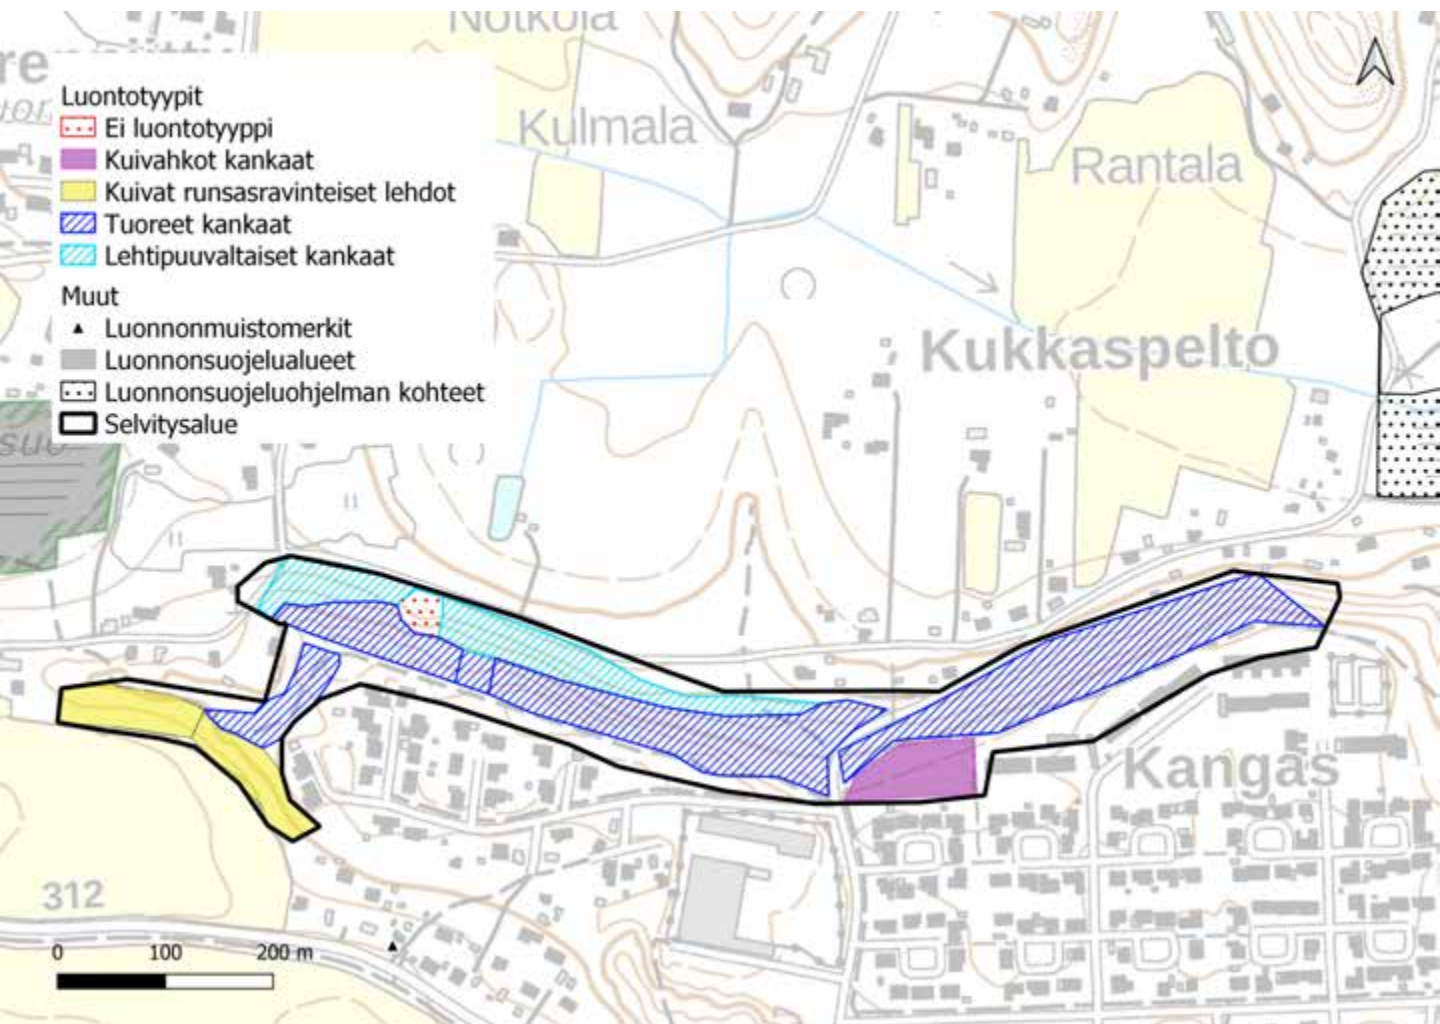 Notkola
Luontotyypit
Ei luontotyyppi
Kuivahkot kankaat
Kuivat runsasravinteiset lehdot
Tuoreet kankaat
Lehtipuuvaltaiset kankaat
Muut
Luonnonmuistomerkit
Luonnonsuojelualueet
Luonnonsuojeluohjelman kohteet
Selvitysalue
Kulmala
Rantala
Kukkaspelto
Kangas
312
0 100 200 m